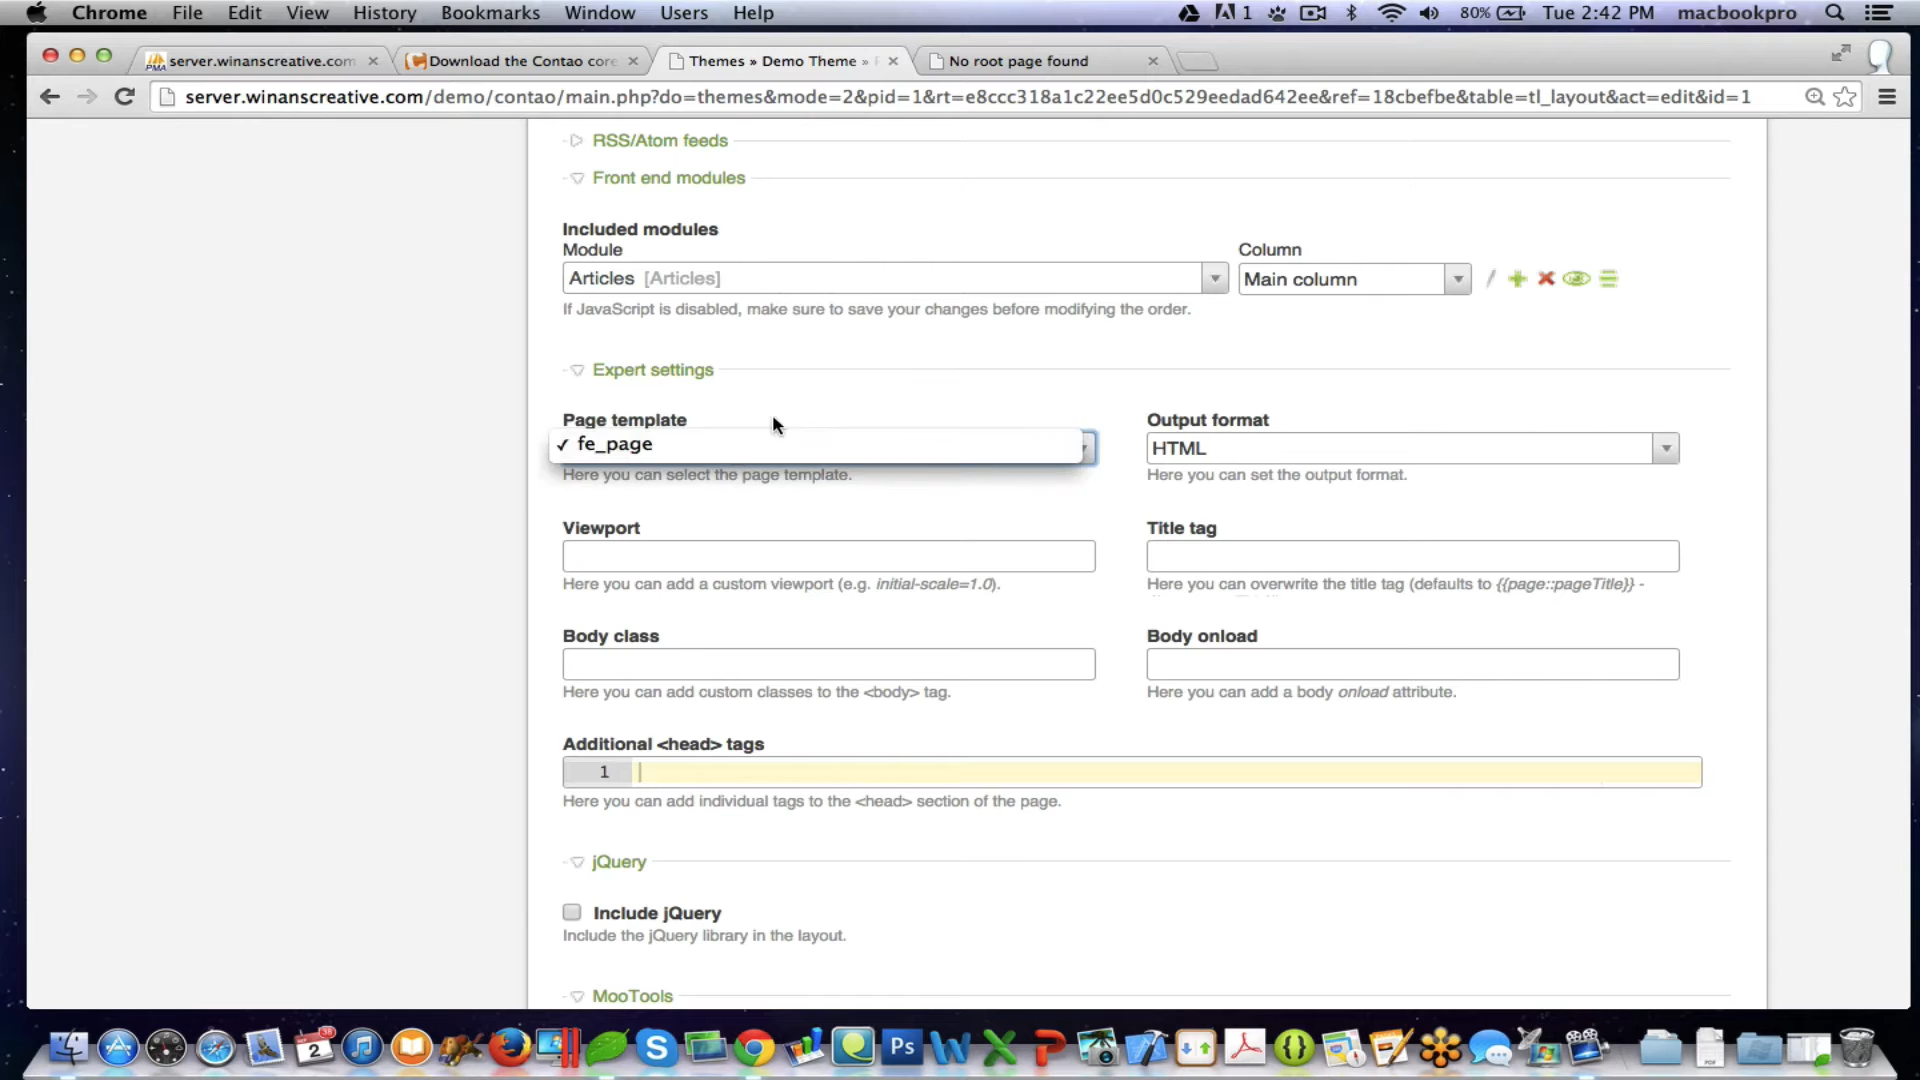 Chrome File Edit View History Bookmarks Window Users Help 1 80% Tue 2:42 PM macbookpro
server.winanscreative.com Download the Contao core Themes » Demo Theme » No root page found
server.winanscreative.com/demo/contao/main.php?do=themes&mode=2&pid=1&rt=e8ccc318a1c22ee5d0c529eedad642ee&ref=18cbefbe&table=tl_layout&act=edit&id=1
RSS/Atom feeds
Front end modules
Included modules
Module Column
Articles [Articles] Main column
If JavaScript is disabled, make sure to save your changes before modifying the order.
Expert settings
Page template Output format
✓ fe_page HTML
Here you can select the page template. Here you can set the output format.
Viewport Title tag
Here you can add a custom viewport (e.g. initial-scale=1.0). Here you can overwrite the title tag (defaults to {{page::pageTitle}} -
Body class Body onload
Here you can add custom classes to the <body> tag. Here you can add a body onload attribute.
Additional <head> tags
1
Here you can add individual tags to the <head> section of the page.
jQuery
Include jQuery
Include the jQuery library in the layout.
MooTools